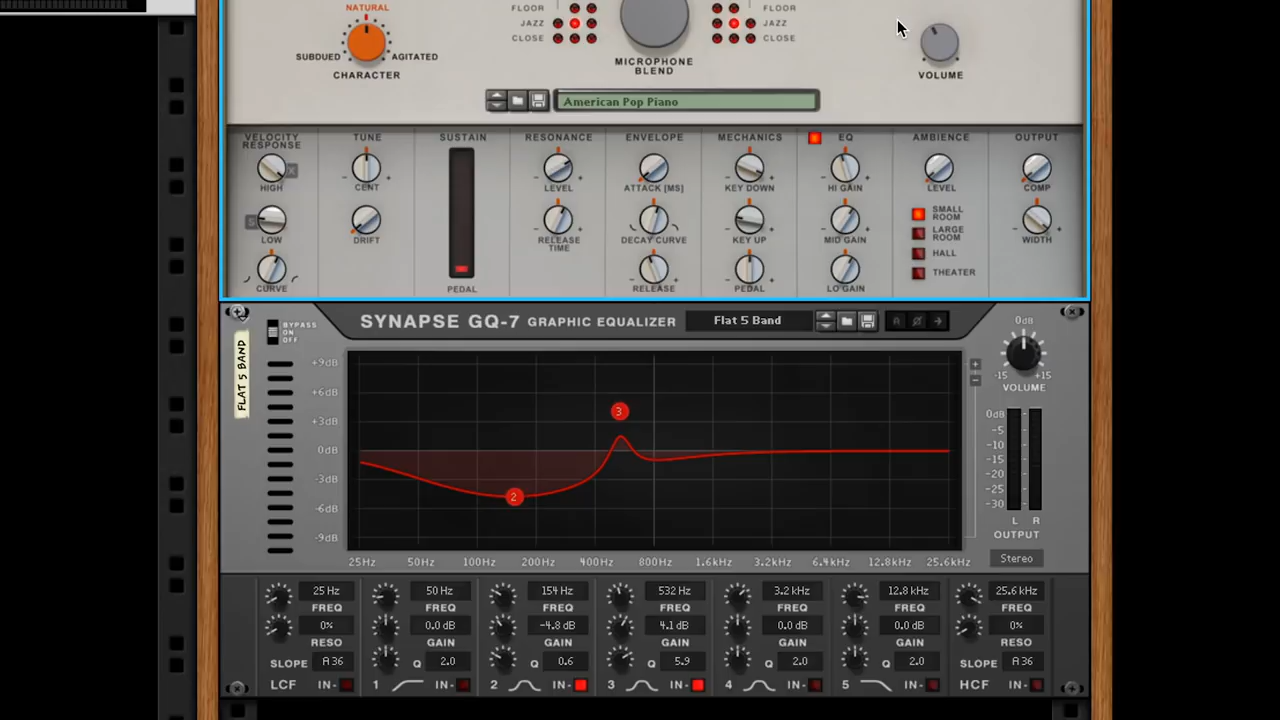 NATURAL
SUBDUED AGITATED
CHARACTER
FLOOR
JAZZ
CLOSE
MICROPHONE
BLEND
FLOOR
JAZZ
CLOSE
VOLUME
American Pop Piano
VELOCITY
RESPONSE
TUNE
SUSTAIN
RESONANCE
ENVELOPE
MECHANICS
EQ
AMBIENCE
OUTPUT
HIGH
CENT
LEVEL
ATTACK [MS]
KEY DOWN
HI GAIN
LEVEL
COMP
LOW
DRIFT
RELEASE
TIME
DECAY CURVE
KEY UP
MID GAIN
SMALL
ROOM
LARGE
ROOM
WIDTH
HALL
THEATER
CURVE
PEDAL
RELEASE
PEDAL
LO GAIN
BYPASS
ON
OFF
SYNAPSE GQ-7 GRAPHIC EQUALIZER
Flat 5 Band
FLAT 5 BAND
+9dB
+6dB
+3dB
0dB
-3dB
-6dB
-9dB
3
2
25Hz 50Hz 100Hz 200Hz 400Hz 800Hz 1.6kHz 3.2kHz 6.4kHz 12.8kHz 25.6kHz
0dB
-15 +15
VOLUME
0dB
-5
-10
-15
-20
-25
-30
L R
OUTPUT
Stereo
25 Hz 50 Hz 154 Hz 532 Hz 3.2 kHz 12.8 kHz 25.6 kHz
FREQ FREQ FREQ FREQ FREQ FREQ FREQ
0% 0.0 dB -4.8 dB 4.1 dB 0.0 dB 0.0 dB 0%
RESO GAIN GAIN GAIN GAIN GAIN RESO
SLOPE A 36 Q 2.0 Q 0.6 Q 5.9 Q 2.0 Q 2.0 SLOPE A 36
LCF IN- 1 IN- 2 IN- 3 IN- 4 IN- 5 IN- HCF IN-